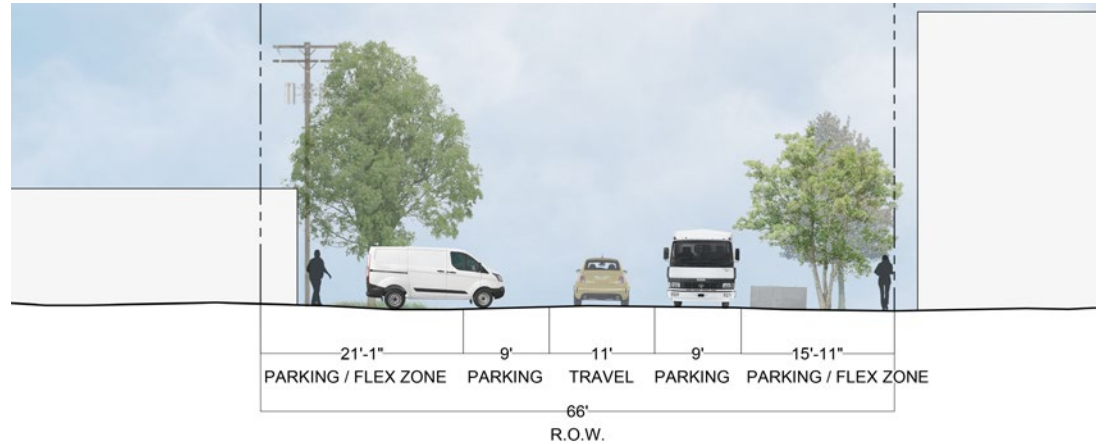 21'-1" 9' 11' 9' 15'-11"
PARKING / FLEX ZONE PARKING TRAVEL PARKING PARKING / FLEX ZONE
66'
R.O.W.